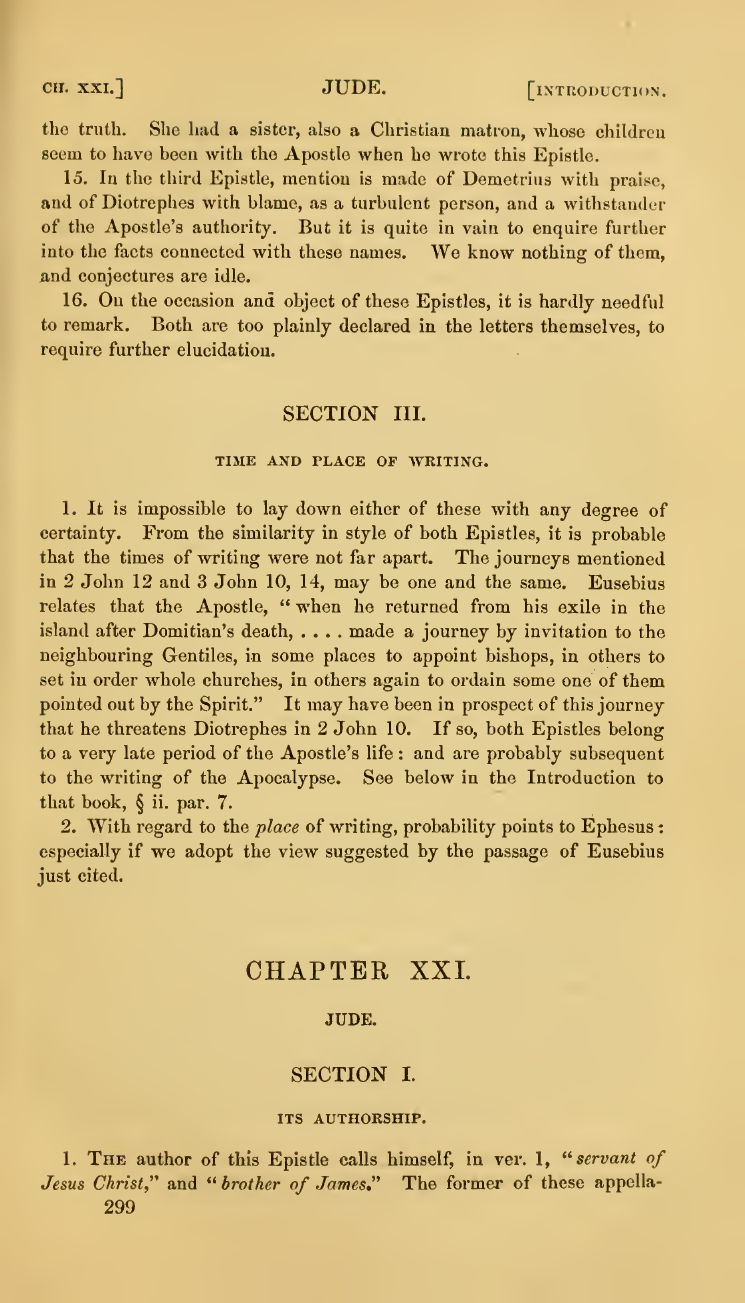 CH. XXI.] JUDE. [INTRODUCTION.
the truth. She had a sister, also a Christian matron, whose children
seem to have been with the Apostle when he wrote this Epistle.
15. In the third Epistle, mention is made of Demetrius with praise,
and of Diotrephes with blame, as a turbulent person, and a withstander
of the Apostle's authority. But it is quite in vain to enquire further
into the facts connected with these names. We know nothing of them,
and conjectures are idle.
16. On the occasion and object of these Epistles, it is hardly needful
to remark. Both are too plainly declared in the letters themselves, to
require further elucidation.
SECTION III.
TIME AND PLACE OF WRITING.
1. It is impossible to lay down either of these with any degree of
certainty. From the similarity in style of both Epistles, it is probable
that the times of writing were not far apart. The journeys mentioned
in 2 John 12 and 3 John 10, 14, may be one and the same. Eusebius
relates that the Apostle, "when he returned from his exile in the
island after Domitian's death, . . . . made a journey by invitation to the
neighbouring Gentiles, in some places to appoint bishops, in others to
set in order whole churches, in others again to ordain some one of them
pointed out by the Spirit." It may have been in prospect of this journey
that he threatens Diotrephes in 2 John 10. If so, both Epistles belong
to a very late period of the Apostle's life: and are probably subsequent
to the writing of the Apocalypse. See below in the Introduction to
that book, § ii. par. 7.
2. With regard to the place of writing, probability points to Ephesus:
especially if we adopt the view suggested by the passage of Eusebius
just cited.
CHAPTER XXI.
JUDE.
SECTION I.
ITS AUTHORSHIP.
1. THE author of this Epistle calls himself, in ver. 1, "servant of
Jesus Christ," and "brother of James." The former of these appella-
299